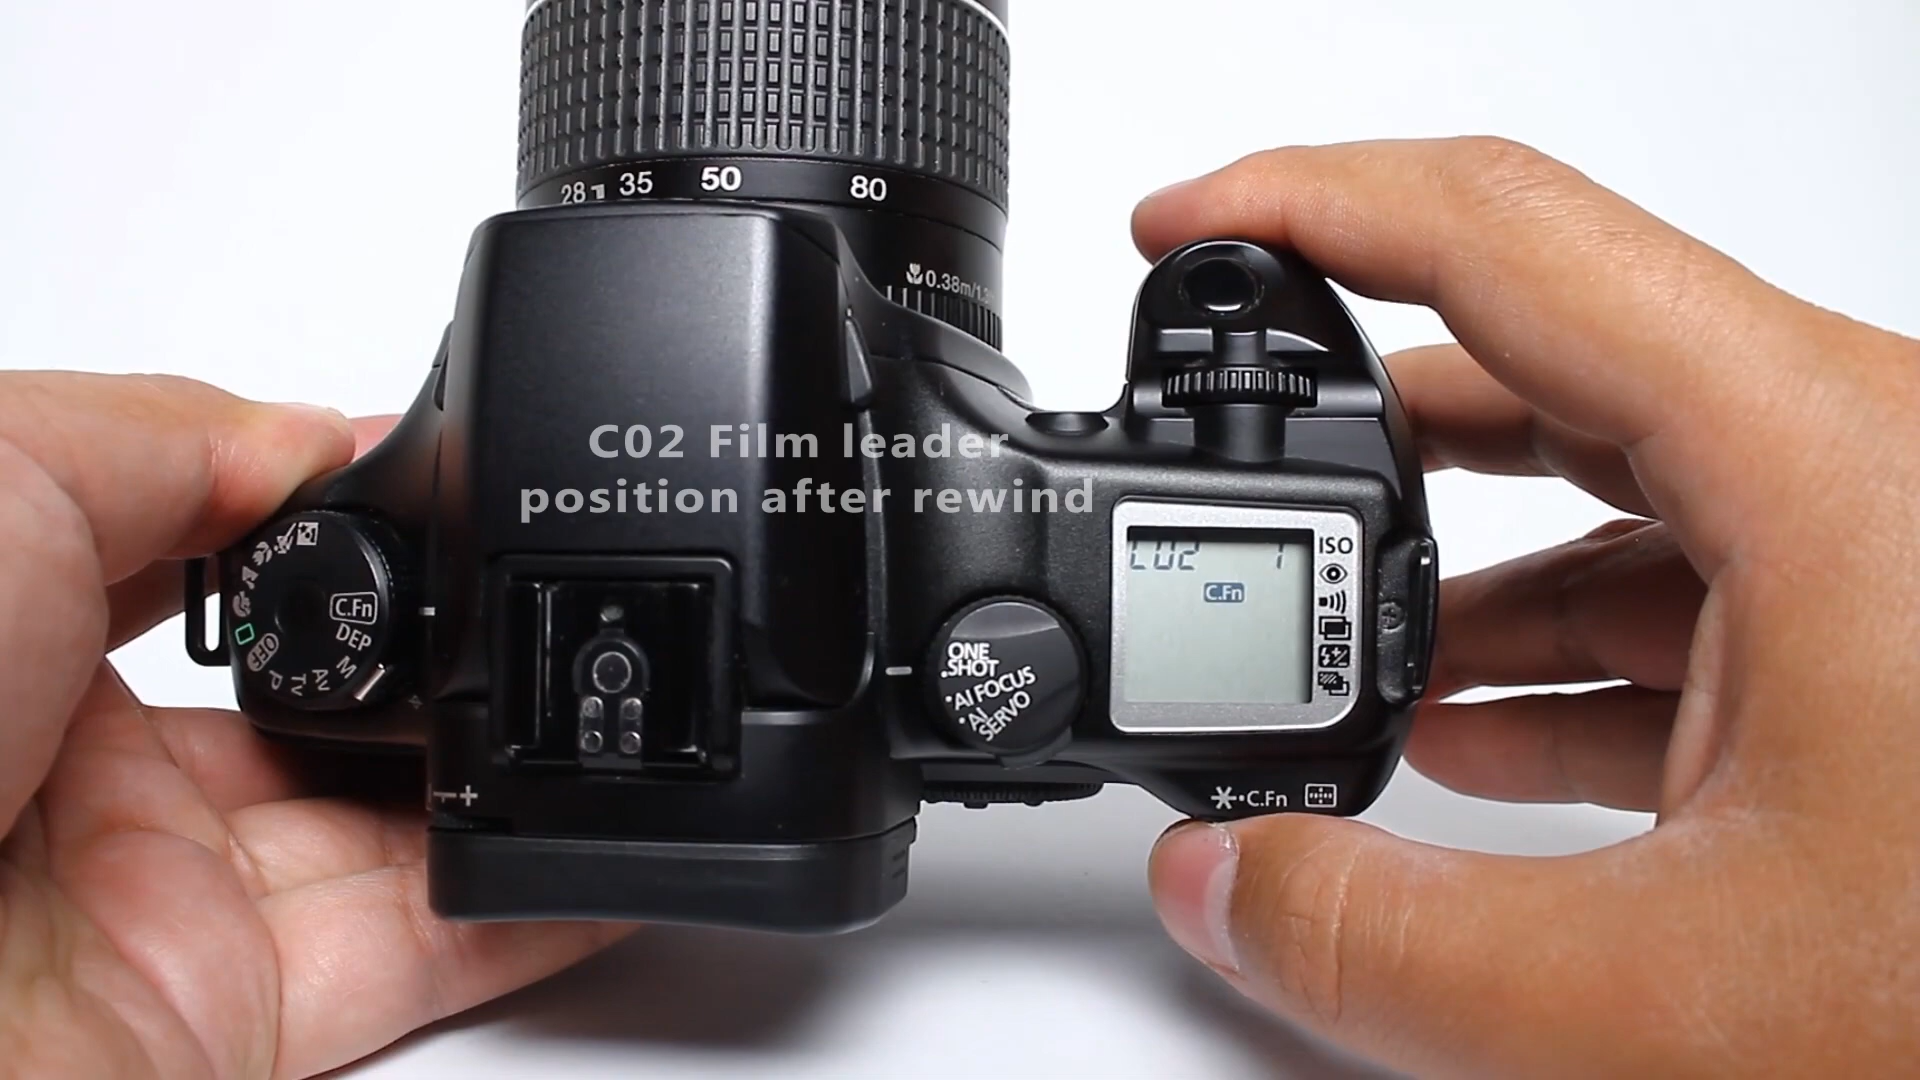 28 35 50 80
0.38m/1.3
C02 Film leader
position after rewind
C02 1
C.Fn
ISO
C.Fn
DEP
M
Av
Tv
P
OFF
ONE
SHOT
AI FOCUS
AI
SERVO
-+
*•C.Fn